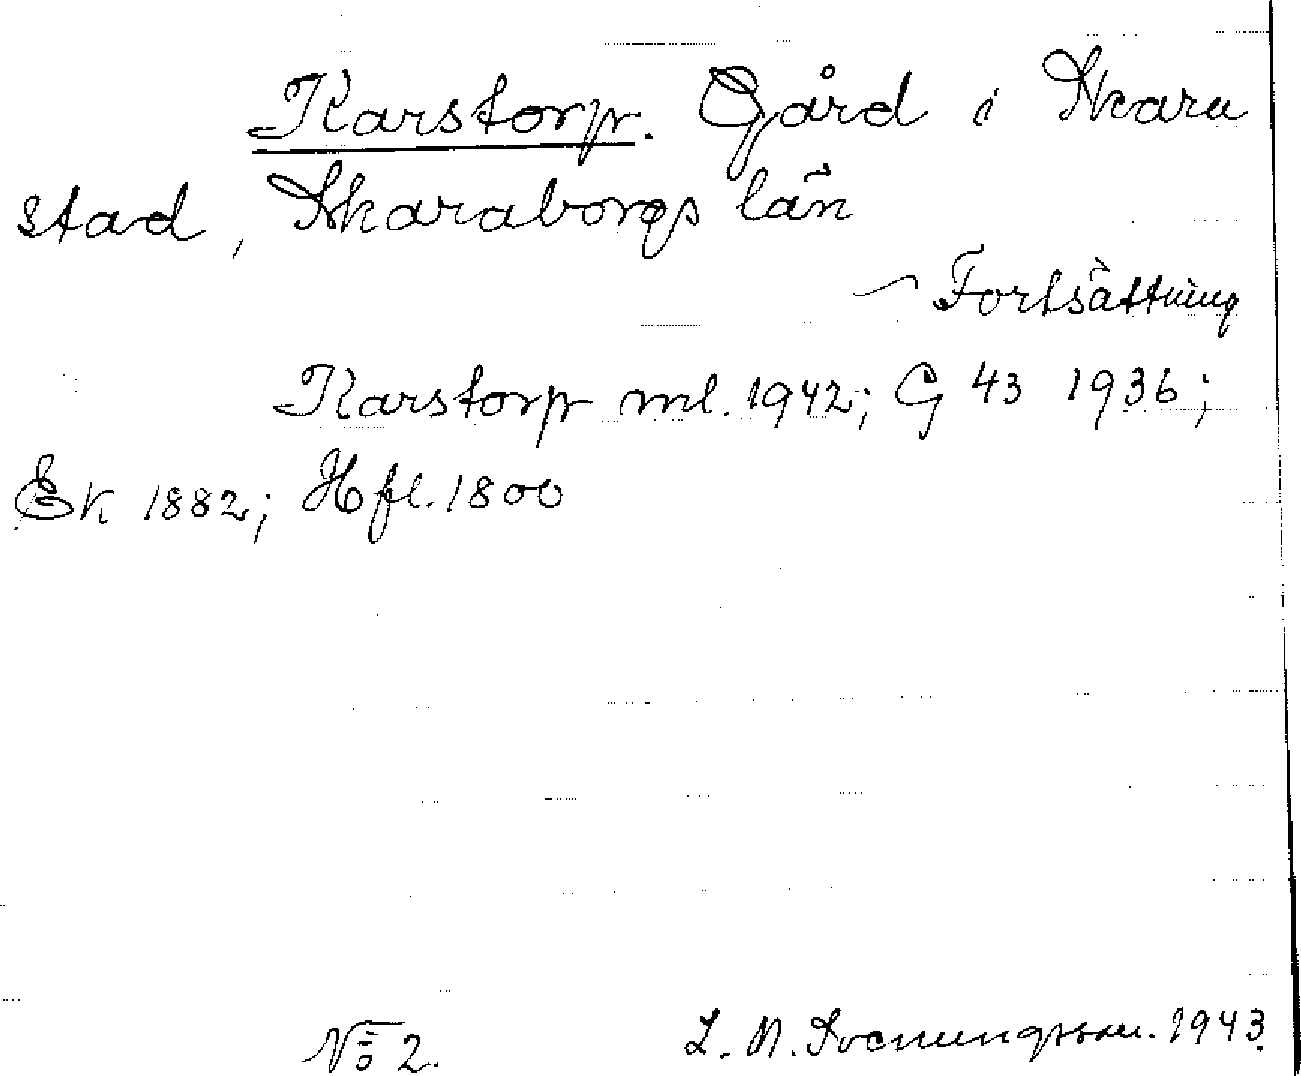 Karstorp. Gård i Skara
stad, Skaraborgs län
Fortsättning
Karstorp ml. 1942; G 43 1936;
Ek 1882; Hfl. 1800
No 2. L. N. Svenungsson. 1943.